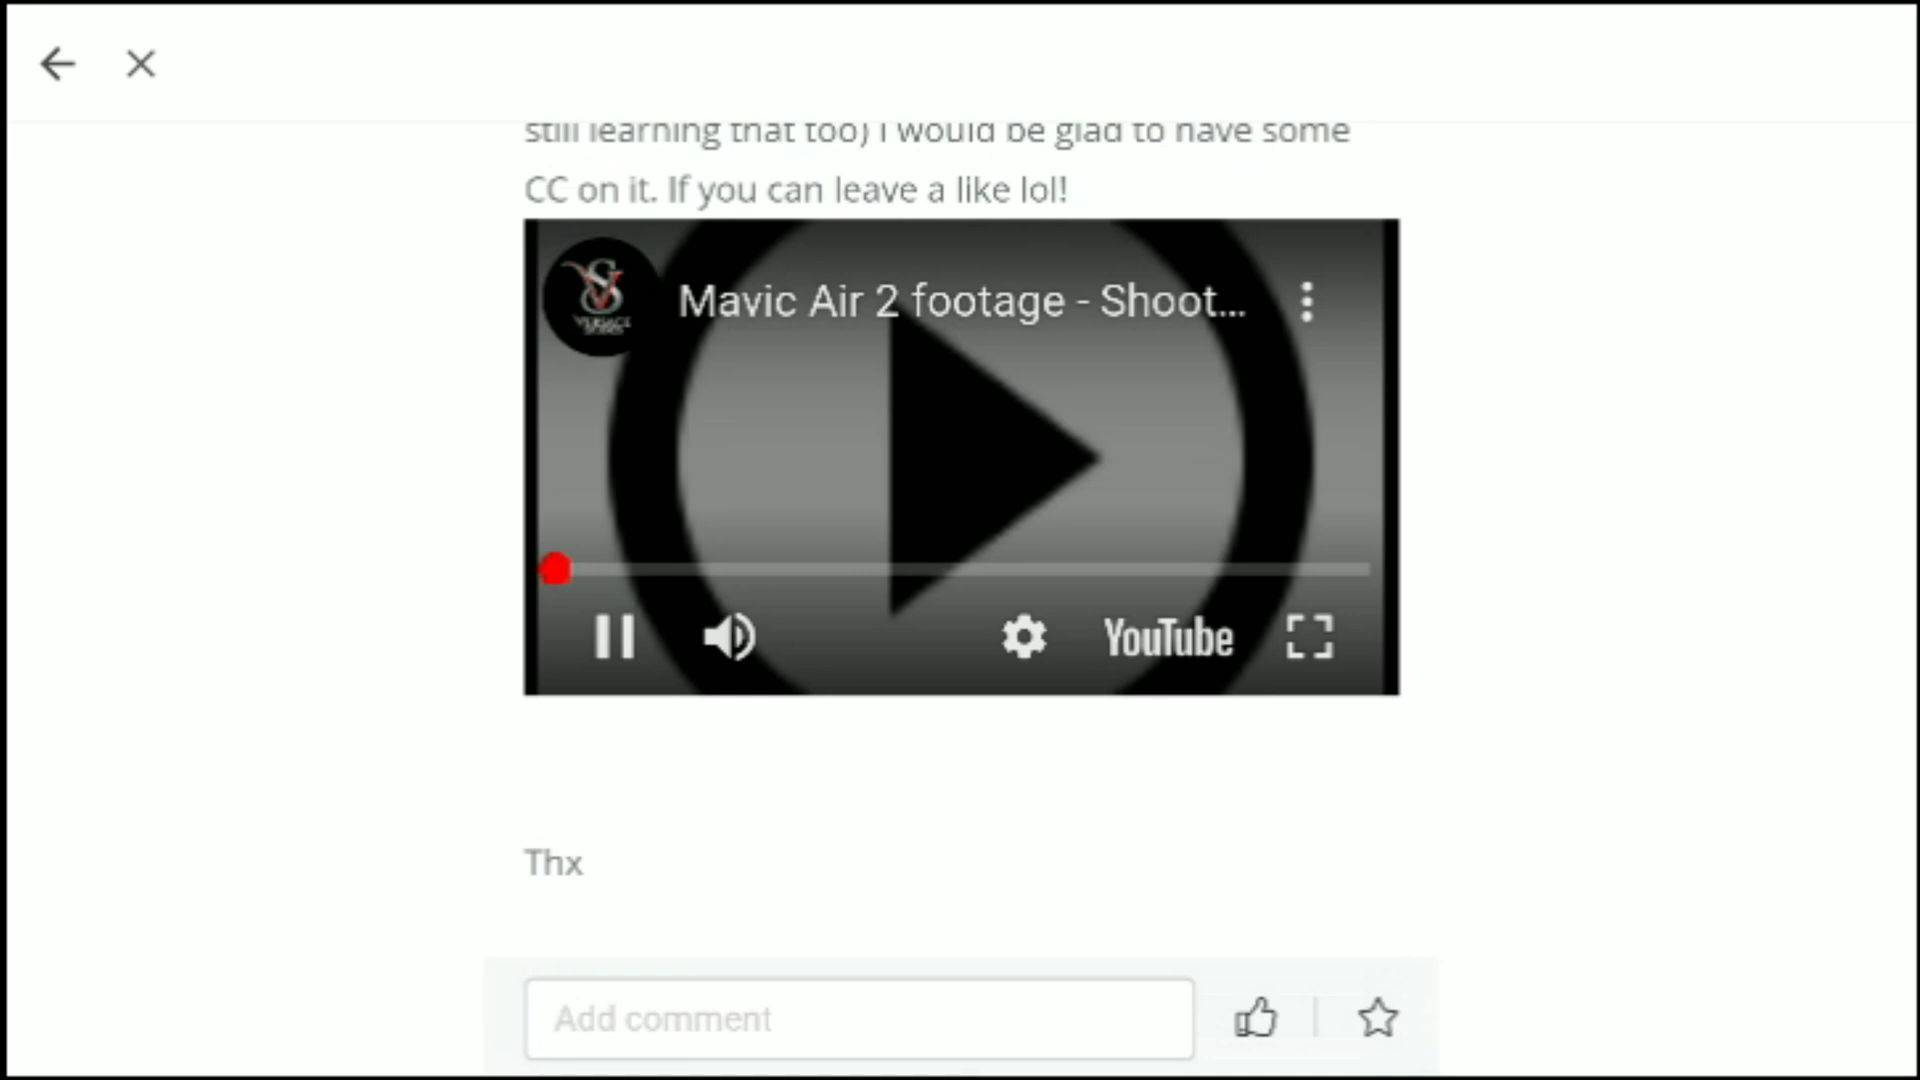 still learning that too) I would be glad to have some
CC on it. If you can leave a like lol!
Mavic Air 2 footage - Shoot...
YouTube
Thx
Add comment